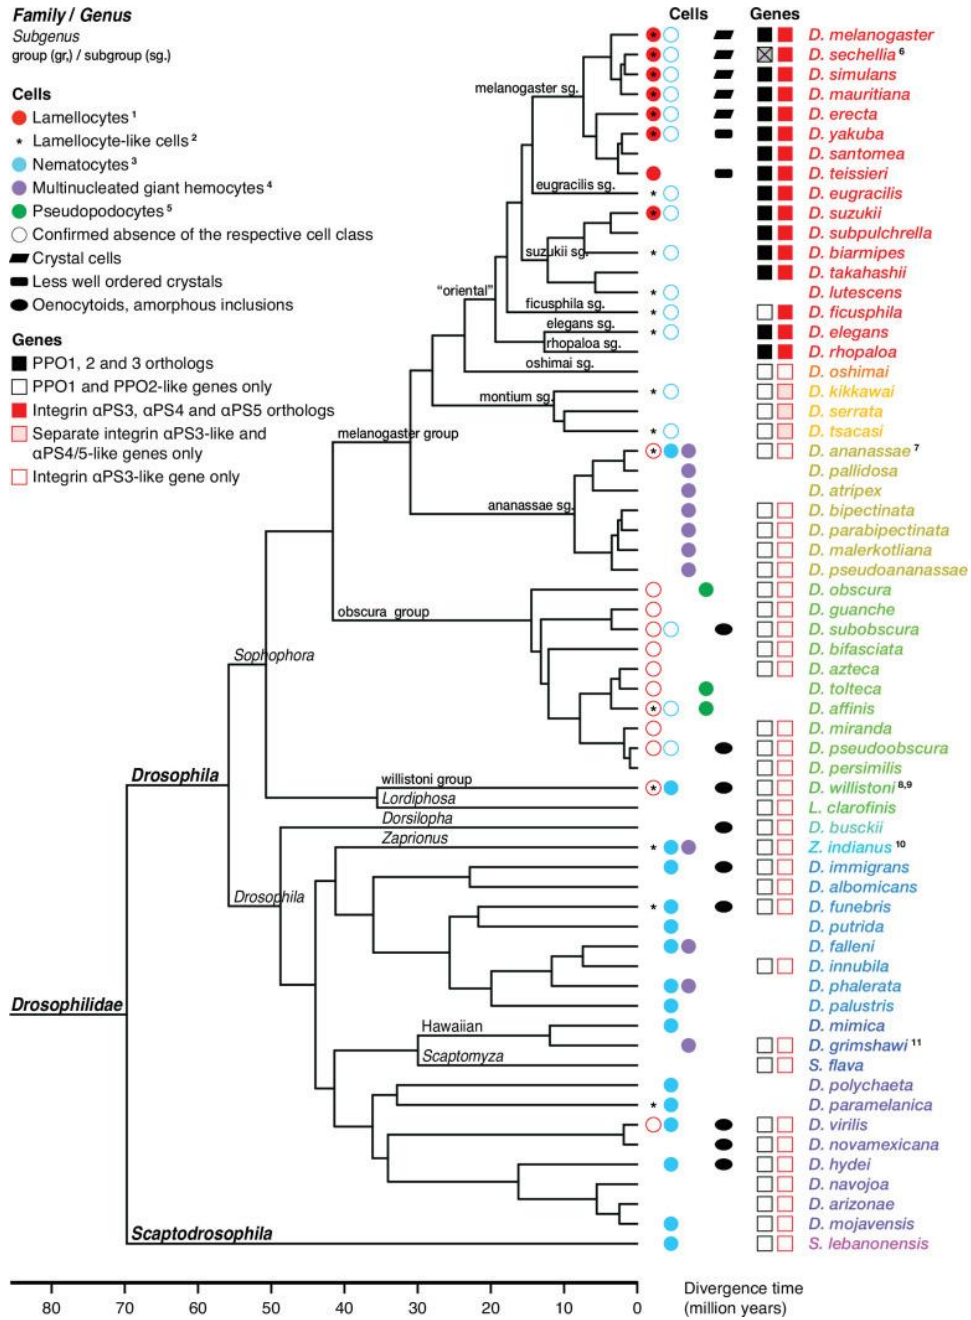 Family / Genus
Subgenus
group (gr,) / subgroup (sg.)
Cells
Lamellocytes 1
* Lamellocyte-like cells 2
Nematocytes 3
Multinucleated giant hemocytes 4
Pseudopodocytes 5
Confirmed absence of the respective cell class
Crystal cells
Less well ordered crystals
Oenocytoids, amorphous inclusions
Genes
PPO1, 2 and 3 orthologs
PPO1 and PPO2-like genes only
Integrin αPS3, αPS4 and αPS5 orthologs
Separate integrin αPS3-like and
αPS4/5-like genes only
Integrin αPS3-like gene only
Cells Genes
melanogaster sg.
eugracilis sg.
suzukii sg.
"oriental"
ficusphila sg.
elegans sg.
rhopaloa sg.
oshimai sg.
montium sg.
melanogaster group
ananassae sg.
obscura group
Sophophora
Drosophila
willistoni group
Lordiphosa
Dorsilopha
Zaprionus
Drosophila
Drosophilidae
Hawaiian
Scaptomyza
Scaptodrosophila
D. melanogaster
D. sechellia 6
D. simulans
D. mauritiana
D. erecta
D. yakuba
D. santomea
D. teissieri
D. eugracilis
D. suzukii
D. subpulchrella
D. biarmipes
D. takahashii
D. lutescens
D. ficusphila
D. elegans
D. rhopaloa
D. oshimai
D. kikkawai
D. serrata
D. tsacasi
D. ananassae 7
D. pallidosa
D. atripex
D. bipectinata
D. parabipectinata
D. malerkotliana
D. pseudoananassae
D. obscura
D. guanche
D. subobscura
D. bifasciata
D. azteca
D. tolteca
D. affinis
D. miranda
D. pseudoobscura
D. persimilis
D. willistoni 8,9
L. clarofinis
D. busckii
Z. indianus 10
D. immigrans
D. albomicans
D. funebris
D. putrida
D. falleni
D. innubila
D. phalerata
D. palustris
D. mimica
D. grimshawi 11
S. flava
D. polychaeta
D. paramelanica
D. virilis
D. novamexicana
D. hydei
D. navojoa
D. arizonae
D. mojavensis
S. lebanonensis
80 70 60 50 40 30 20 10 0
Divergence time
(million years)